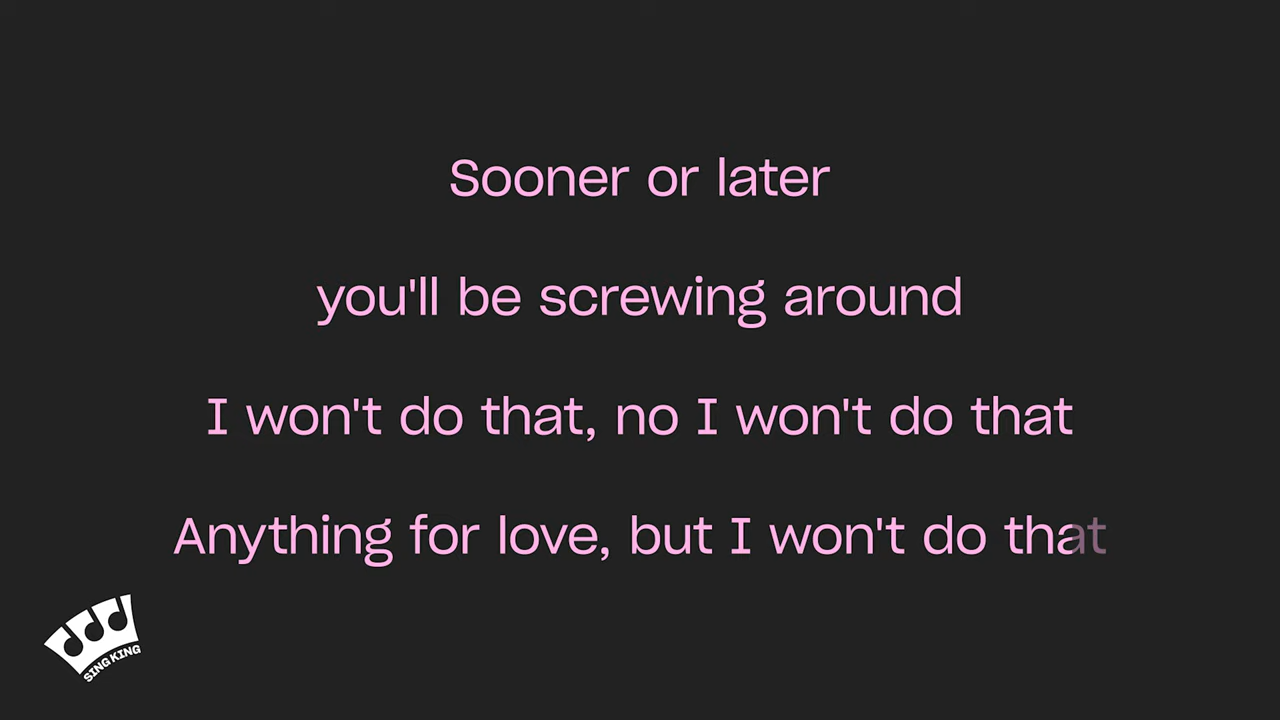 Sooner or later
you'll be screwing around
I won't do that, no I won't do that
Anything for love, but I won't do that
SING KING